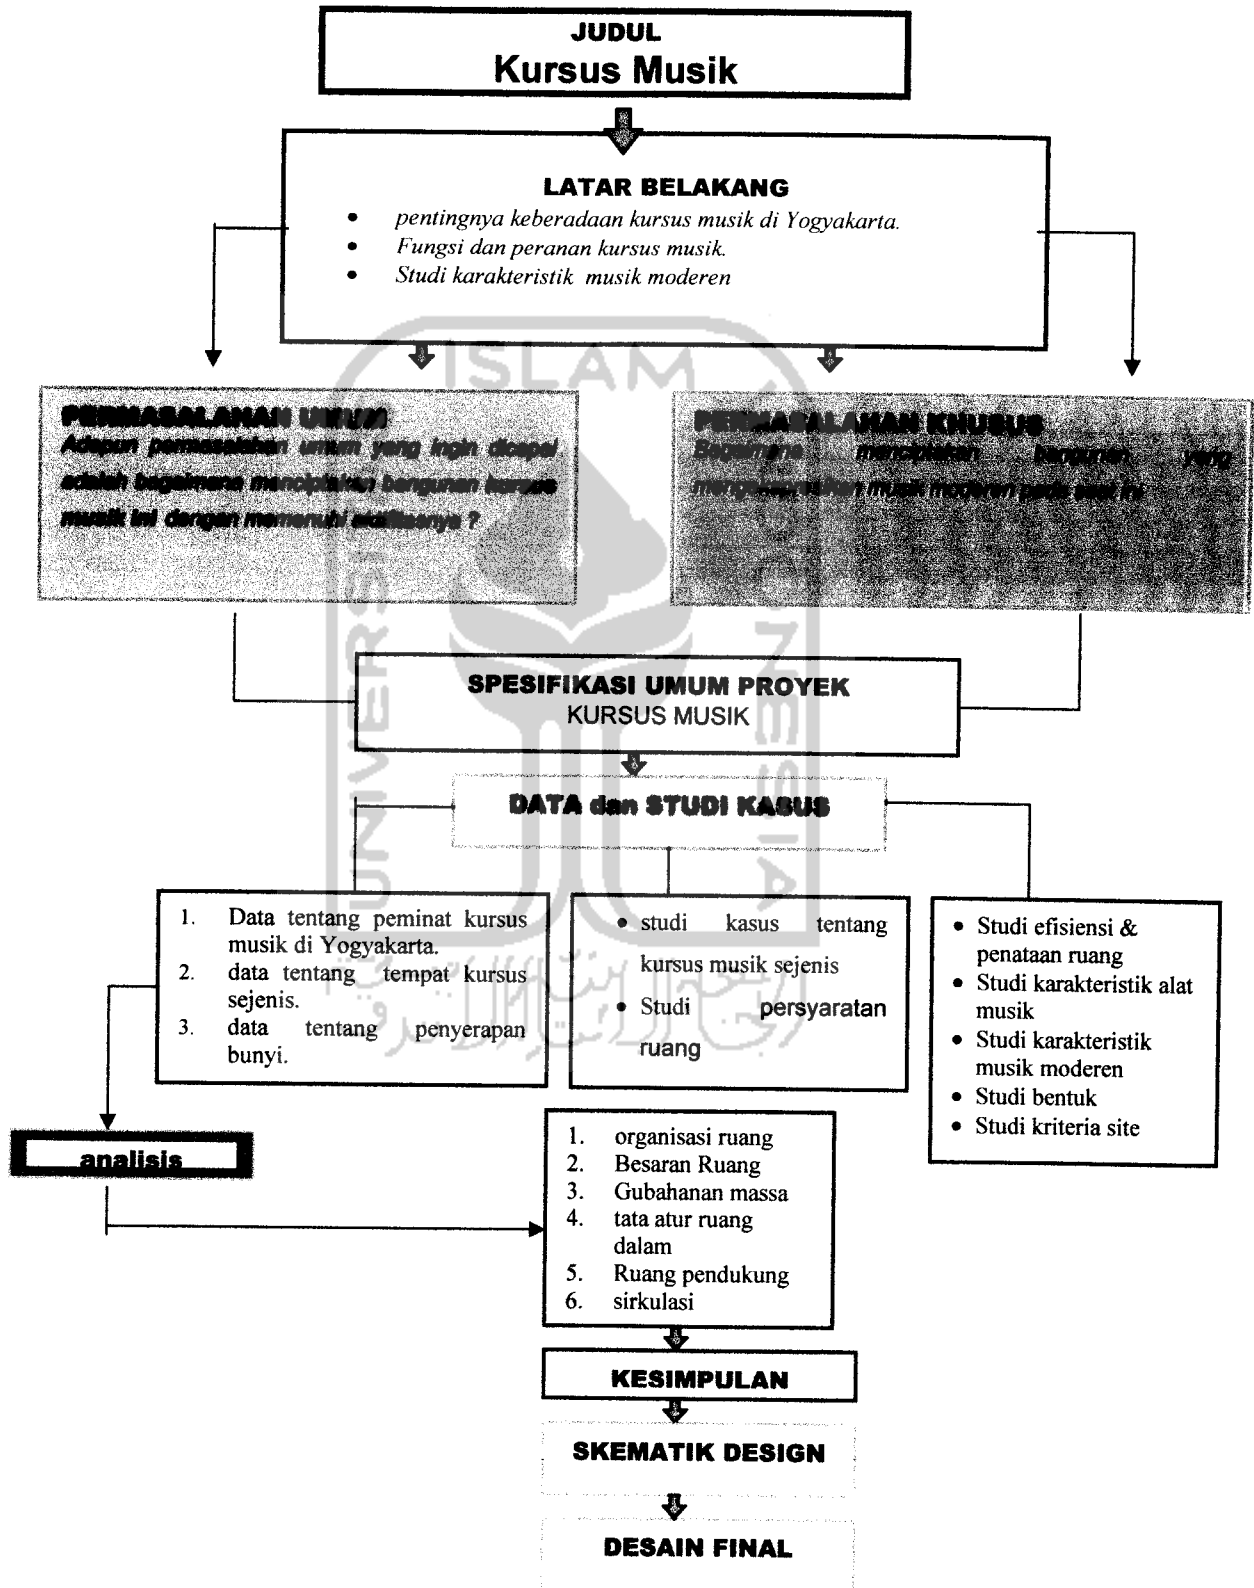 JUDUL
Kursus Musik
LATAR BELAKANG
• pentingnya keberadaan kursus musik di Yogyakarta.
• Fungsi dan peranan kursus musik.
• Studi karakteristik musik moderen
PERMASALAHAN UMUM
Adapun permasalahan umum yang ingin dicapai
adalah bagaimana menciptakan bangunan kursus
musik ini dengan memenuhi ?
PERMASALAHAN KHUSUS
Bagaimana menciptakan bangunan yang
musik moderen pada saat ini
SPESIFIKASI UMUM PROYEK
KURSUS MUSIK
DATA dan STUDI KASUS
1. Data tentang peminat kursus
musik di Yogyakarta.
2. data tentang tempat kursus
sejenis.
3. data tentang penyerapan
bunyi.
• studi kasus tentang
kursus musik sejenis
• Studi persyaratan
ruang
• Studi efisiensi &
penataan ruang
• Studi karakteristik alat
musik
• Studi karakteristik
musik moderen
• Studi bentuk
• Studi kriteria site
analisis
1. organisasi ruang
2. Besaran Ruang
3. Gubahanan massa
4. tata atur ruang
dalam
5. Ruang pendukung
6. sirkulasi
KESIMPULAN
SKEMATIK DESIGN
DESAIN FINAL
UNIVERSITAS
ISLAM
INDONESIA